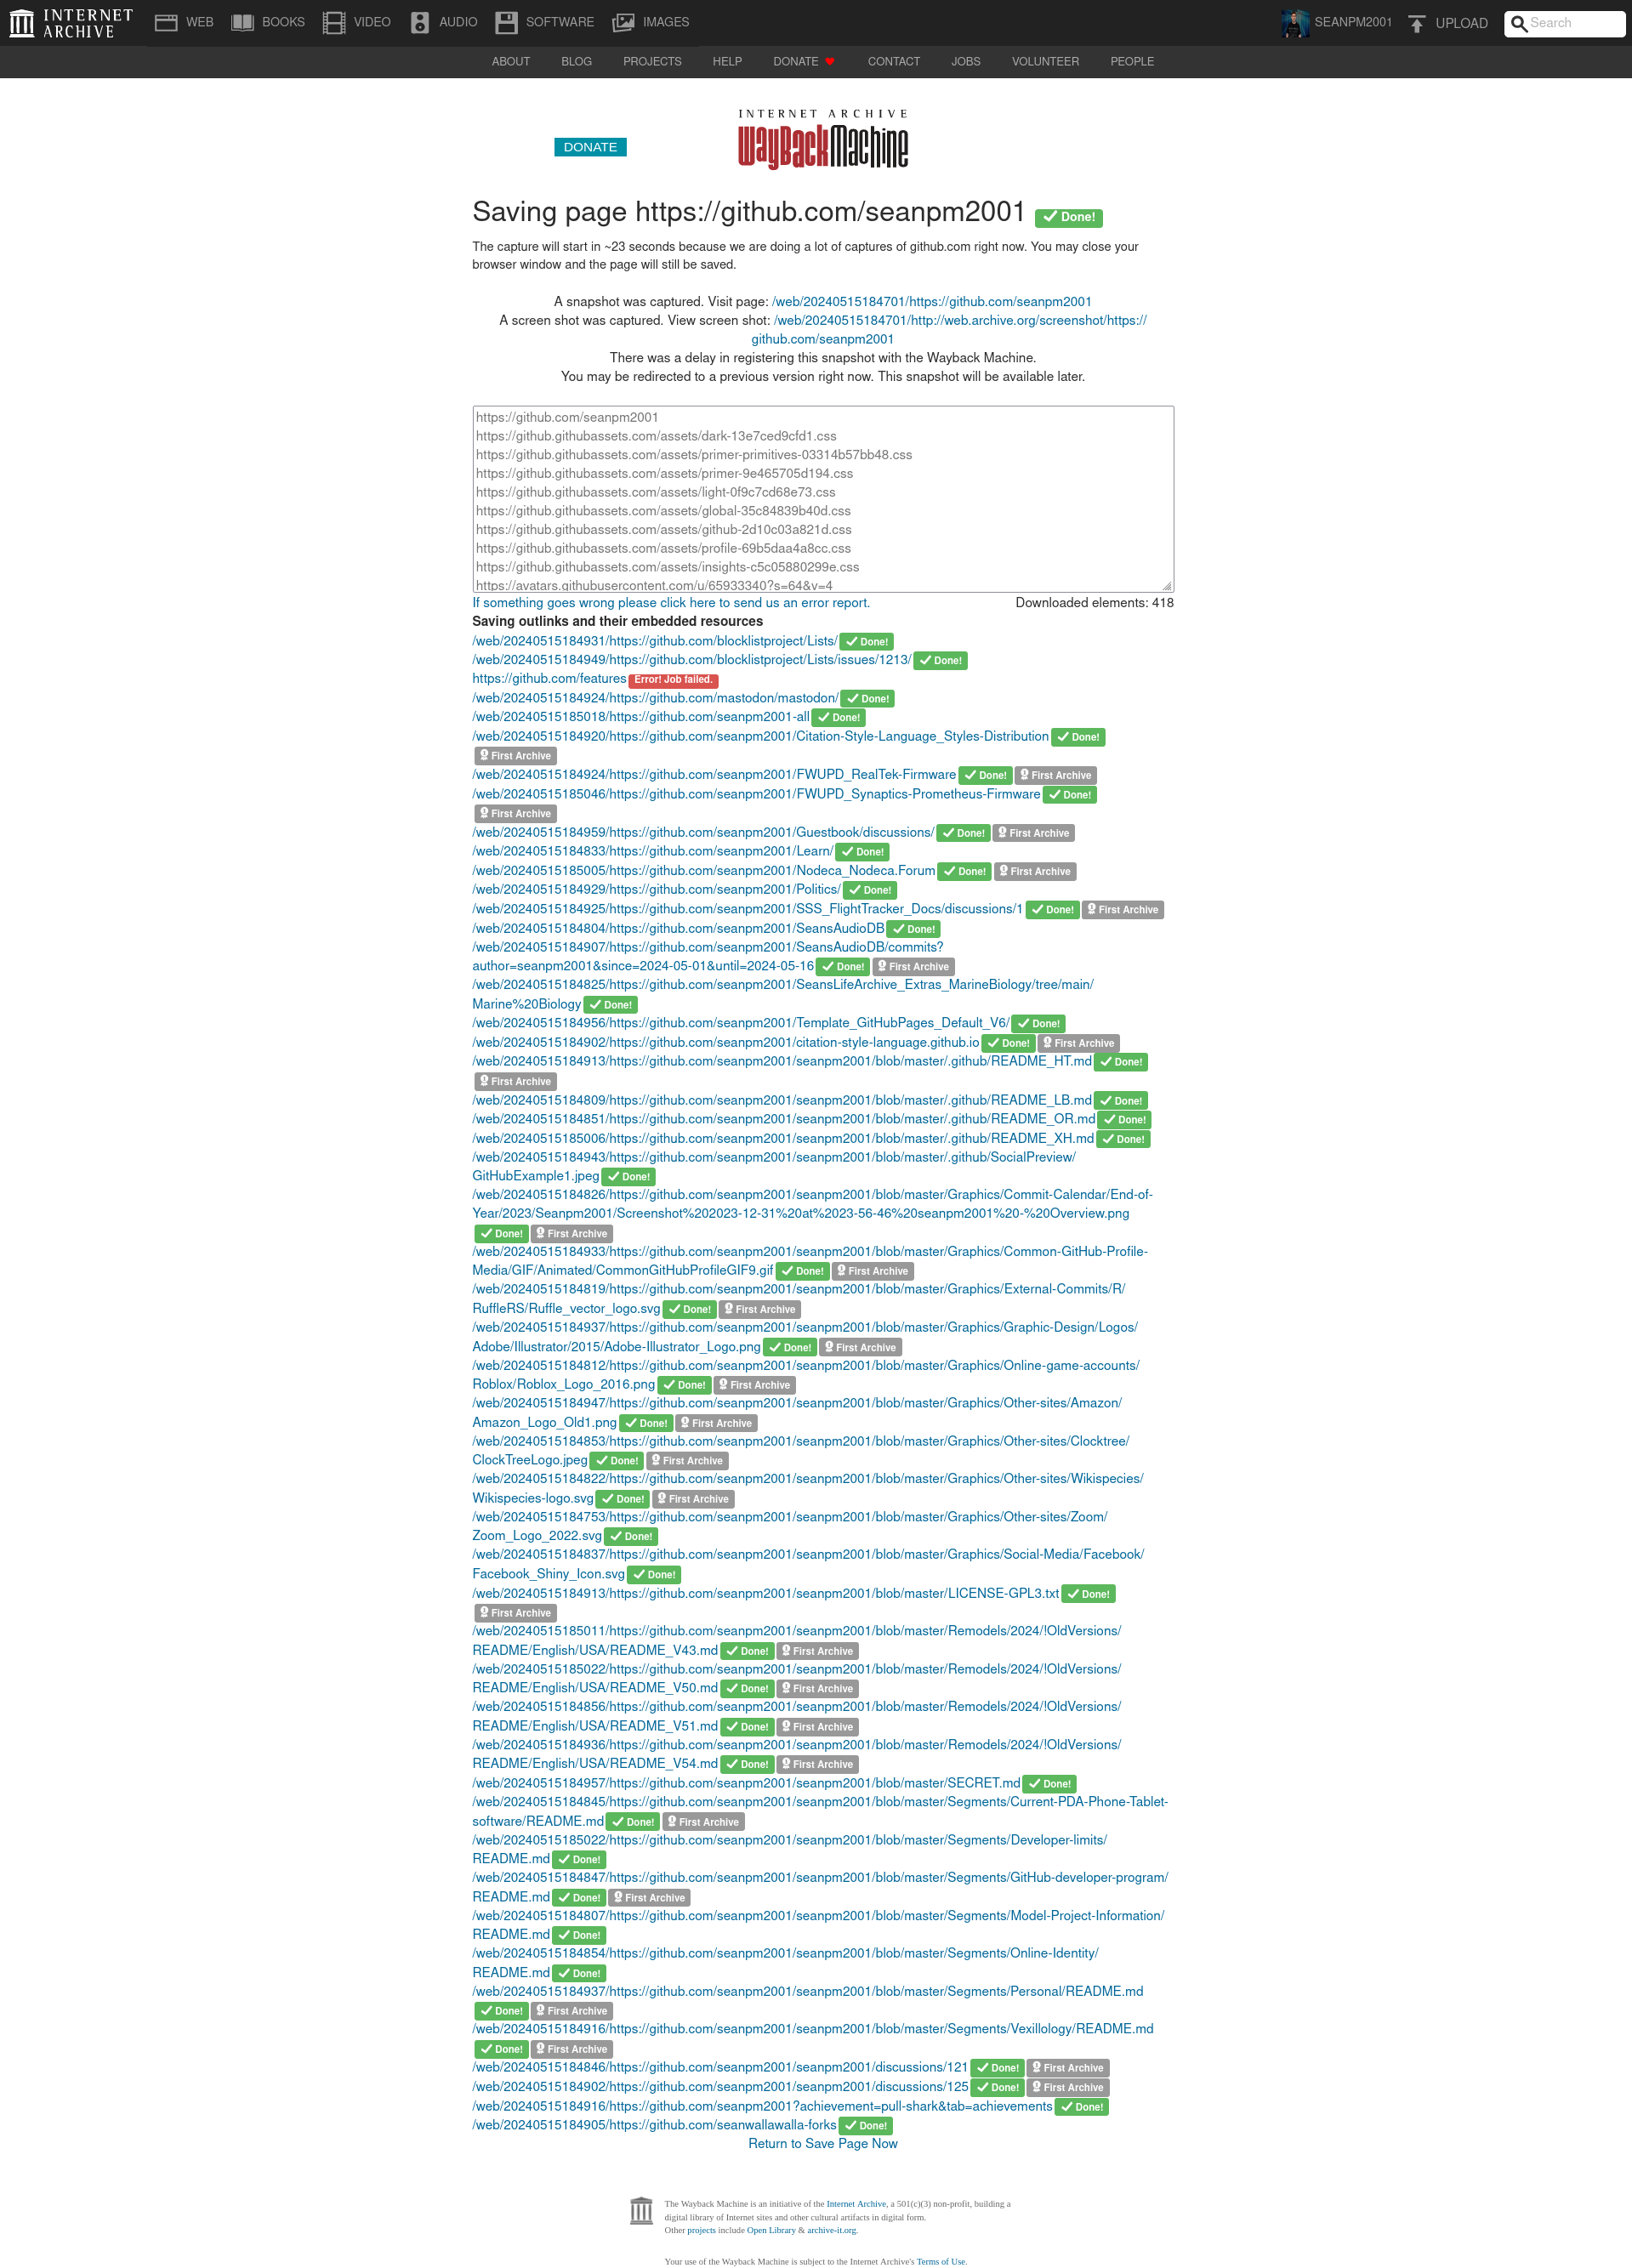 INTERNET ARCHIVE
WEB BOOKS VIDEO AUDIO SOFTWARE IMAGES SEANPM2001 UPLOAD Search
ABOUT BLOG PROJECTS HELP DONATE CONTACT JOBS VOLUNTEER PEOPLE
INTERNET ARCHIVE
DONATE WayBackMachine
Saving page https://github.com/seanpm2001 Done!
The capture will start in ~23 seconds because we are doing a lot of captures of github.com right now. You may close your
browser window and the page will still be saved.
A snapshot was captured. Visit page: /web/20240515184701/https://github.com/seanpm2001
A screen shot was captured. View screen shot: /web/20240515184701/http://web.archive.org/screenshot/https://
github.com/seanpm2001
There was a delay in registering this snapshot with the Wayback Machine.
You may be redirected to a previous version right now. This snapshot will be available later.
https://github.com/seanpm2001
https://github.githubassets.com/assets/dark-13e7ced9cfd1.css
https://github.githubassets.com/assets/primer-primitives-03314b57bb48.css
https://github.githubassets.com/assets/primer-9e465705d194.css
https://github.githubassets.com/assets/light-0f9c7cd68e73.css
https://github.githubassets.com/assets/global-35c84839b40d.css
https://github.githubassets.com/assets/github-2d10c03a821d.css
https://github.githubassets.com/assets/profile-69b5daa4a8cc.css
https://github.githubassets.com/assets/insights-c5c05880299e.css
https://avatars.githubusercontent.com/u/65933340?s=64&v=4
If something goes wrong please click here to send us an error report. Downloaded elements: 418
Saving outlinks and their embedded resources
/web/20240515184931/https://github.com/blocklistproject/Lists/ Done!
/web/20240515184949/https://github.com/blocklistproject/Lists/issues/1213/ Done!
https://github.com/features Error! Job failed.
/web/20240515184924/https://github.com/mastodon/mastodon/ Done!
/web/20240515185018/https://github.com/seanpm2001-all Done!
/web/20240515184920/https://github.com/seanpm2001/Citation-Style-Language_Styles-Distribution Done!
First Archive
/web/20240515184924/https://github.com/seanpm2001/FWUPD_RealTek-Firmware Done! First Archive
/web/20240515185046/https://github.com/seanpm2001/FWUPD_Synaptics-Prometheus-Firmware Done!
First Archive
/web/20240515184959/https://github.com/seanpm2001/Guestbook/discussions/ Done! First Archive
/web/20240515184833/https://github.com/seanpm2001/Learn/ Done!
/web/20240515185005/https://github.com/seanpm2001/Nodeca_Nodeca.Forum Done! First Archive
/web/20240515184929/https://github.com/seanpm2001/Politics/ Done!
/web/20240515184925/https://github.com/seanpm2001/SSS_FlightTracker_Docs/discussions/1 Done! First Archive
/web/20240515184804/https://github.com/seanpm2001/SeansAudioDB Done!
/web/20240515184907/https://github.com/seanpm2001/SeansAudioDB/commits?
author=seanpm2001&since=2024-05-01&until=2024-05-16 Done! First Archive
/web/20240515184825/https://github.com/seanpm2001/SeansLifeArchive_Extras_MarineBiology/tree/main/
Marine%20Biology Done!
/web/20240515184956/https://github.com/seanpm2001/Template_GitHubPages_Default_V6/ Done!
/web/20240515184902/https://github.com/seanpm2001/citation-style-language.github.io Done! First Archive
/web/20240515184913/https://github.com/seanpm2001/seanpm2001/blob/master/.github/README_HT.md Done!
First Archive
/web/20240515184809/https://github.com/seanpm2001/seanpm2001/blob/master/.github/README_LB.md Done!
/web/20240515184851/https://github.com/seanpm2001/seanpm2001/blob/master/.github/README_OR.md Done!
/web/20240515185006/https://github.com/seanpm2001/seanpm2001/blob/master/.github/README_XH.md Done!
/web/20240515184943/https://github.com/seanpm2001/seanpm2001/blob/master/.github/SocialPreview/
GitHubExample1.jpeg Done!
/web/20240515184826/https://github.com/seanpm2001/seanpm2001/blob/master/Graphics/Commit-Calendar/End-of-
Year/2023/Seanpm2001/Screenshot%202023-12-31%20at%2023-56-46%20seanpm2001%20-%20Overview.png
Done! First Archive
/web/20240515184933/https://github.com/seanpm2001/seanpm2001/blob/master/Graphics/Common-GitHub-Profile-
Media/GIF/Animated/CommonGitHubProfileGIF9.gif Done! First Archive
/web/20240515184819/https://github.com/seanpm2001/seanpm2001/blob/master/Graphics/External-Commits/R/
RuffleRS/Ruffle_vector_logo.svg Done! First Archive
/web/20240515184937/https://github.com/seanpm2001/seanpm2001/blob/master/Graphics/Graphic-Design/Logos/
Adobe/Illustrator/2015/Adobe-Illustrator_Logo.png Done! First Archive
/web/20240515184812/https://github.com/seanpm2001/seanpm2001/blob/master/Graphics/Online-game-accounts/
Roblox/Roblox_Logo_2016.png Done! First Archive
/web/20240515184947/https://github.com/seanpm2001/seanpm2001/blob/master/Graphics/Other-sites/Amazon/
Amazon_Logo_Old1.png Done! First Archive
/web/20240515184853/https://github.com/seanpm2001/seanpm2001/blob/master/Graphics/Other-sites/Clocktree/
ClockTreeLogo.jpeg Done! First Archive
/web/20240515184822/https://github.com/seanpm2001/seanpm2001/blob/master/Graphics/Other-sites/Wikispecies/
Wikispecies-logo.svg Done! First Archive
/web/20240515184753/https://github.com/seanpm2001/seanpm2001/blob/master/Graphics/Other-sites/Zoom/
Zoom_Logo_2022.svg Done!
/web/20240515184837/https://github.com/seanpm2001/seanpm2001/blob/master/Graphics/Social-Media/Facebook/
Facebook_Shiny_Icon.svg Done!
/web/20240515184913/https://github.com/seanpm2001/seanpm2001/blob/master/LICENSE-GPL3.txt Done!
First Archive
/web/20240515185011/https://github.com/seanpm2001/seanpm2001/blob/master/Remodels/2024/!OldVersions/
README/English/USA/README_V43.md Done! First Archive
/web/20240515185022/https://github.com/seanpm2001/seanpm2001/blob/master/Remodels/2024/!OldVersions/
README/English/USA/README_V50.md Done! First Archive
/web/20240515184856/https://github.com/seanpm2001/seanpm2001/blob/master/Remodels/2024/!OldVersions/
README/English/USA/README_V51.md Done! First Archive
/web/20240515184936/https://github.com/seanpm2001/seanpm2001/blob/master/Remodels/2024/!OldVersions/
README/English/USA/README_V54.md Done! First Archive
/web/20240515184957/https://github.com/seanpm2001/seanpm2001/blob/master/SECRET.md Done!
/web/20240515184845/https://github.com/seanpm2001/seanpm2001/blob/master/Segments/Current-PDA-Phone-Tablet-
software/README.md Done! First Archive
/web/20240515185022/https://github.com/seanpm2001/seanpm2001/blob/master/Segments/Developer-limits/
README.md Done!
/web/20240515184847/https://github.com/seanpm2001/seanpm2001/blob/master/Segments/GitHub-developer-program/
README.md Done! First Archive
/web/20240515184807/https://github.com/seanpm2001/seanpm2001/blob/master/Segments/Model-Project-Information/
README.md Done!
/web/20240515184854/https://github.com/seanpm2001/seanpm2001/blob/master/Segments/Online-Identity/
README.md Done!
/web/20240515184937/https://github.com/seanpm2001/seanpm2001/blob/master/Segments/Personal/README.md
Done! First Archive
/web/20240515184916/https://github.com/seanpm2001/seanpm2001/blob/master/Segments/Vexillology/README.md
Done! First Archive
/web/20240515184846/https://github.com/seanpm2001/seanpm2001/discussions/121 Done! First Archive
/web/20240515184902/https://github.com/seanpm2001/seanpm2001/discussions/125 Done! First Archive
/web/20240515184916/https://github.com/seanpm2001?achievement=pull-shark&tab=achievements Done!
/web/20240515184905/https://github.com/seanwallawalla-forks Done!
Return to Save Page Now
The Wayback Machine is an initiative of the Internet Archive, a 501(c)(3) non-profit, building a
digital library of Internet sites and other cultural artifacts in digital form.
Other projects include Open Library & archive-it.org.
Your use of the Wayback Machine is subject to the Internet Archive's Terms of Use.